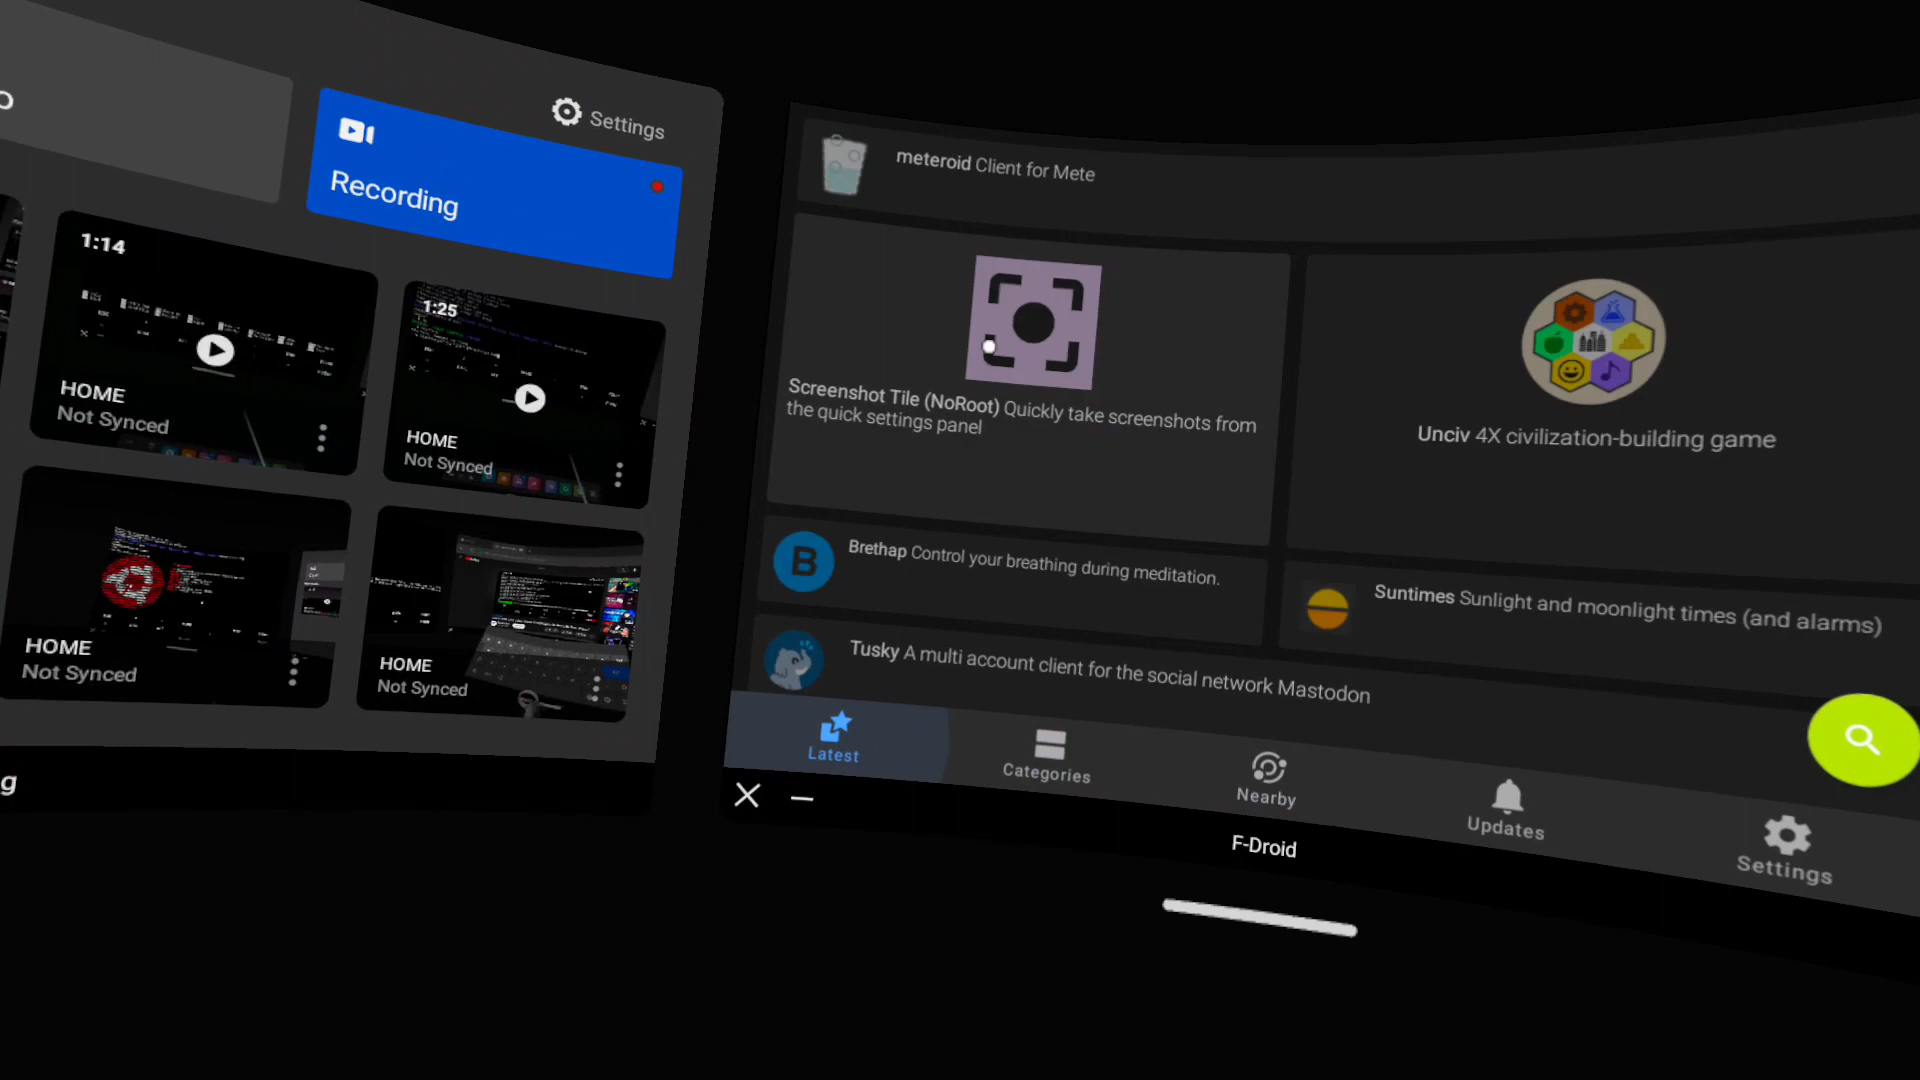 Settings
Recording
1:14
HOME
Not Synced
1:25
HOME
Not Synced
HOME
Not Synced
HOME
Not Synced
meteroid Client for Mete
Screenshot Tile (NoRoot) Quickly take screenshots from
the quick settings panel
Unciv 4X civilization-building game
B
Brethap Control your breathing during meditation.
Suntimes Sunlight and moonlight times (and alarms)
Tusky A multi account client for the social network Mastodon
Latest
Categories
Nearby
Updates
Settings
F-Droid